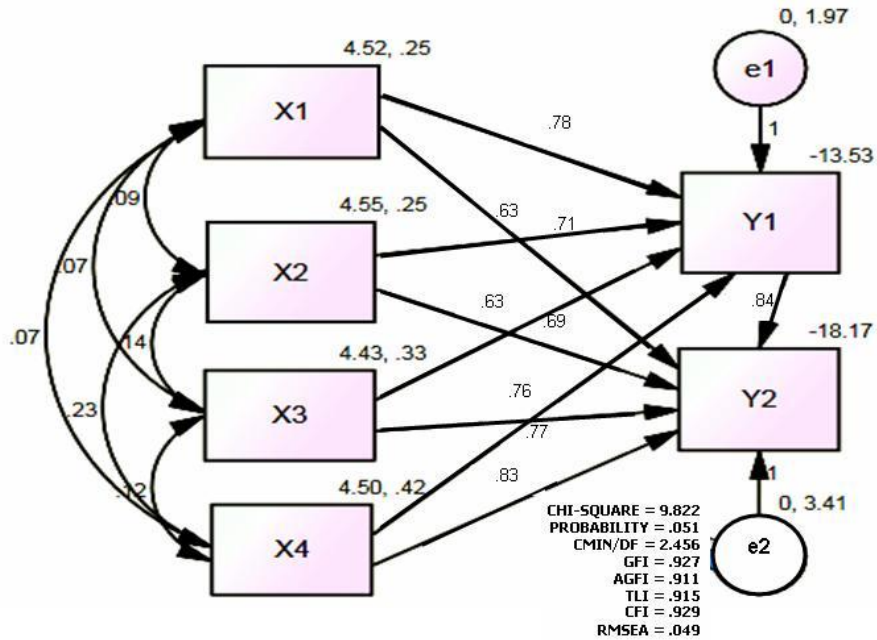 4.52, .25
0, 1.97
e1
X1
.78
1
-13.53
.09
4.55, .25
.63
.71
Y1
X2
.07
.63
.69
.84
.07
.14
4.43, .33
-18.17
.76
Y2
X3
.23
.77
.12
4.50, .42
.83
1
0, 3.41
X4
e2
CHI-SQUARE = 9.822
PROBABILITY = .051
CMIN/DF = 2.456
GFI = .927
AGFI = .911
TLI = .915
CFI = .929
RMSEA = .049